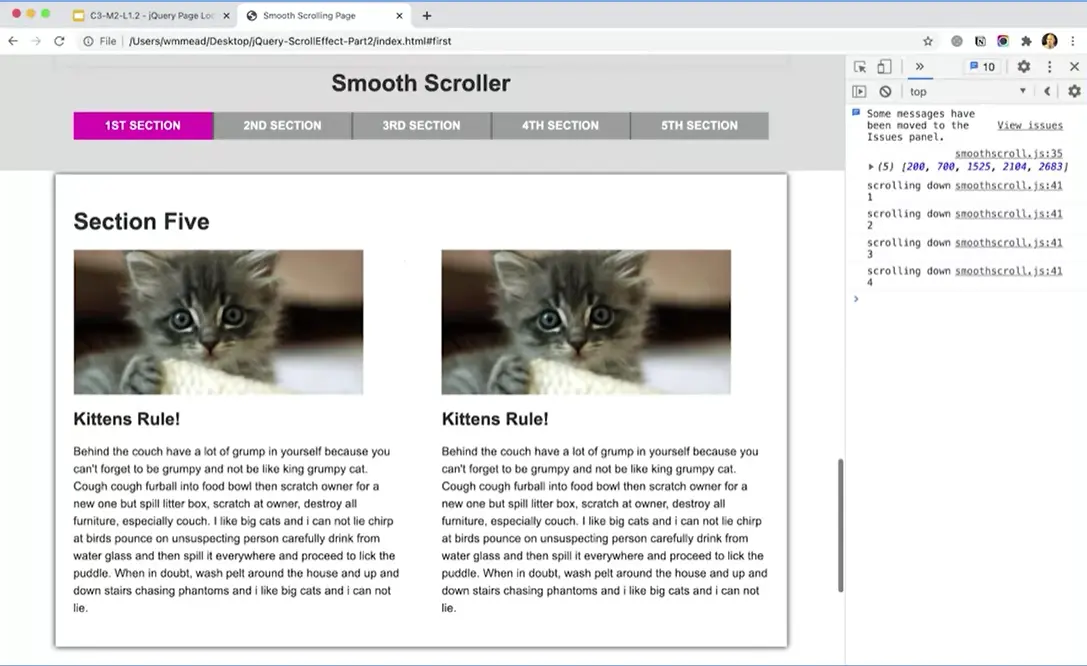 C3-M2-L1.2 - jQuery Page Loc
Smooth Scrolling Page
File
/Users/wmmead/Desktop/jQuery-ScrollEffect-Part2/index.html#first
10
top
Smooth Scroller
1ST SECTION
2ND SECTION
3RD SECTION
4TH SECTION
5TH SECTION
Section Five
Kittens Rule!
Behind the couch have a lot of grump in yourself because you
can't forget to be grumpy and not be like king grumpy cat.
Cough cough furball into food bowl then scratch owner for a
new one but spill litter box, scratch at owner, destroy all
furniture, especially couch. I like big cats and i can not lie chirp
at birds pounce on unsuspecting person carefully drink from
water glass and then spill it everywhere and proceed to lick the
puddle. When in doubt, wash pelt around the house and up and
down stairs chasing phantoms and i like big cats and i can not
lie.
Kittens Rule!
Behind the couch have a lot of grump in yourself because you
can't forget to be grumpy and not be like king grumpy cat.
Cough cough furball into food bowl then scratch owner for a
new one but spill litter box, scratch at owner, destroy all
furniture, especially couch. I like big cats and i can not lie chirp
at birds pounce on unsuspecting person carefully drink from
water glass and then spill it everywhere and proceed to lick the
puddle. When in doubt, wash pelt around the house and up and
down stairs chasing phantoms and i like big cats and i can not
lie.
Some messages have
been moved to the
Issues panel.
View issues
smoothscroll.js:35
(5) [200, 700, 1525, 2104, 2683]
scrolling down smoothscroll.js:41
1
scrolling down smoothscroll.js:41
2
scrolling down smoothscroll.js:41
3
scrolling down smoothscroll.js:41
4